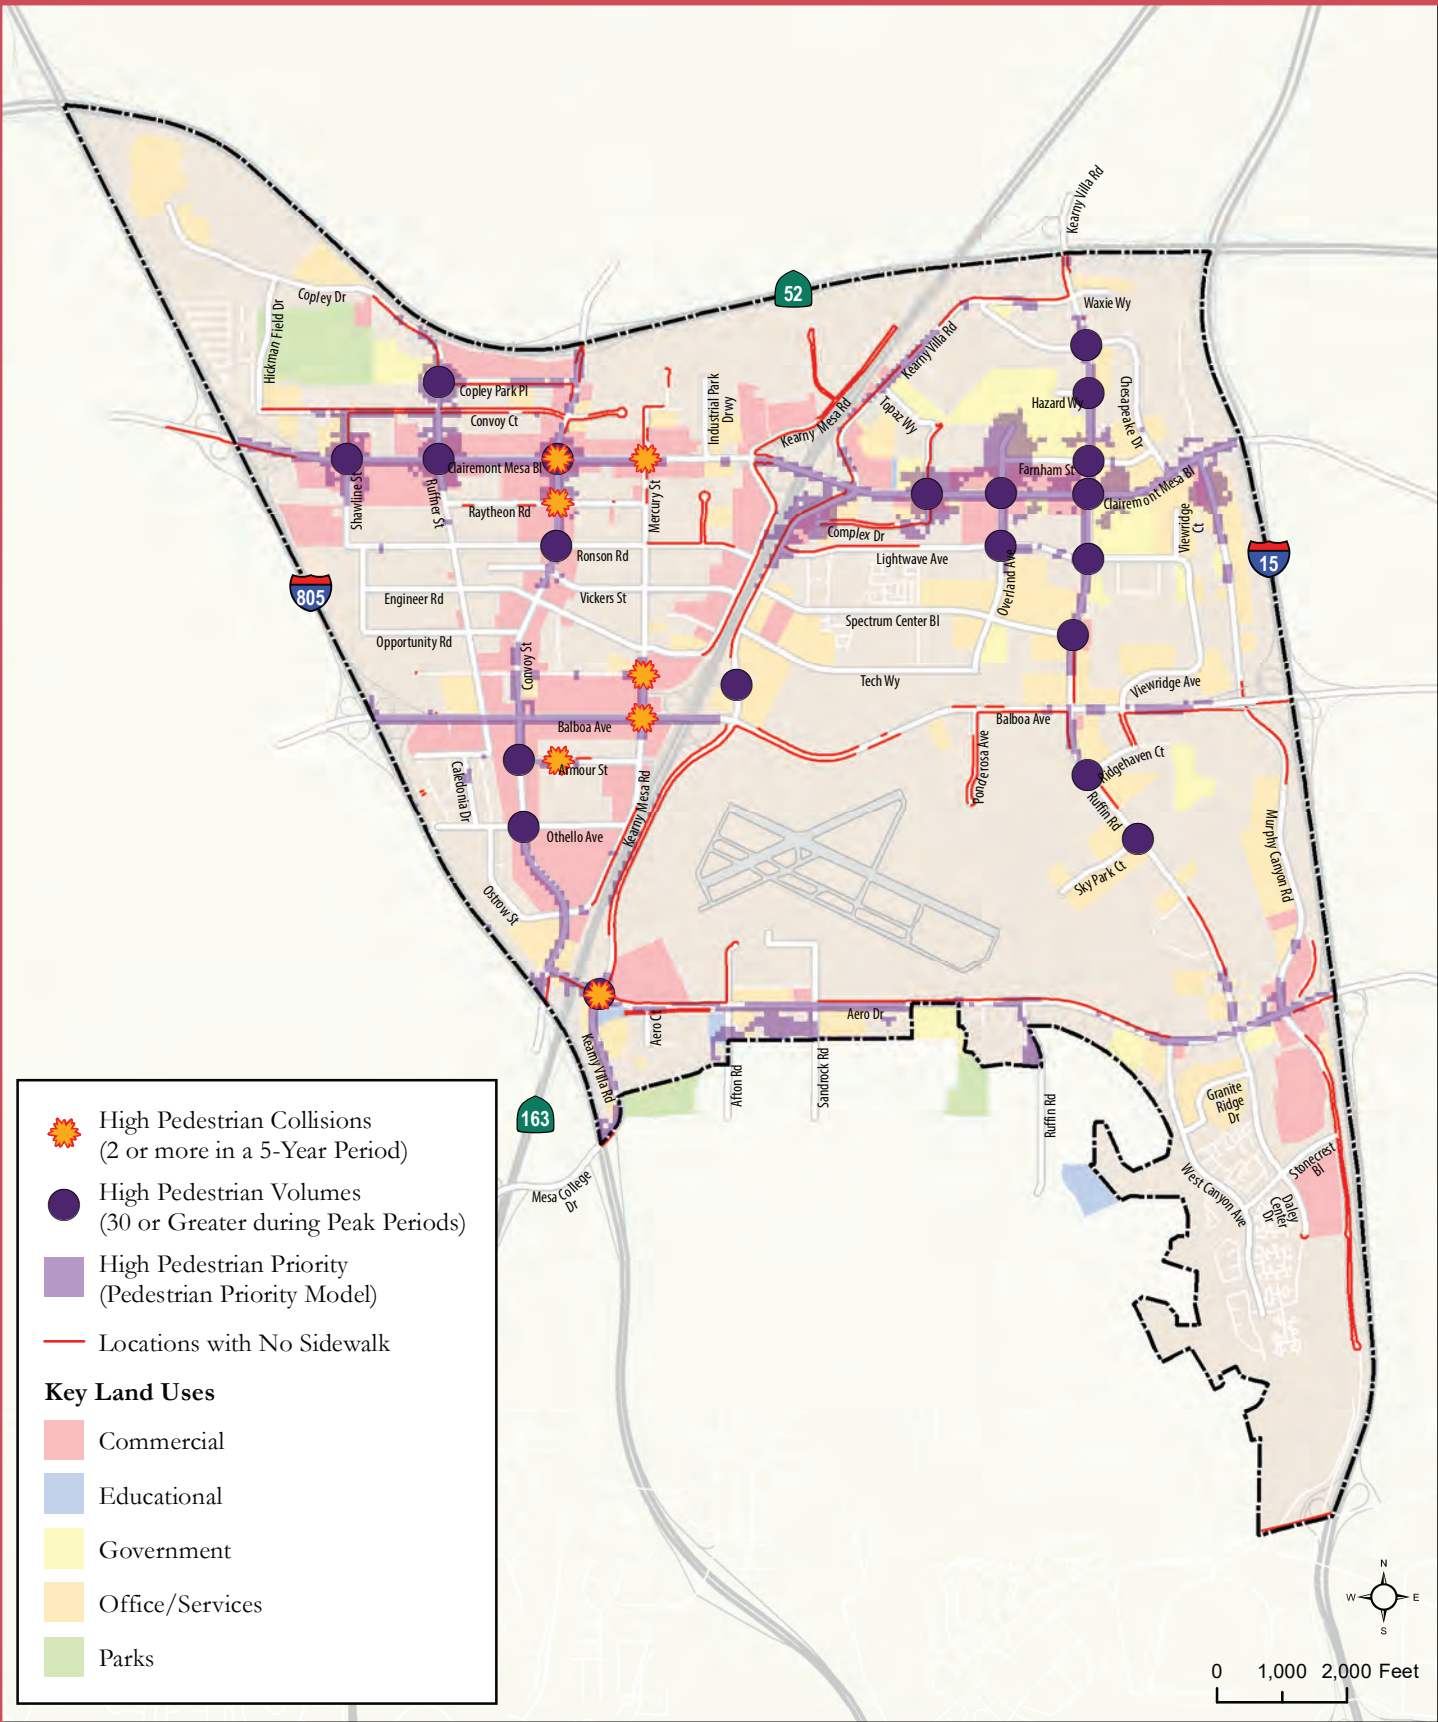 Kearny Villa Rd
52
Waxie Wy
Copley Dr
Hickman Field Dr
Kearny Villa Rd
Copley Park Pl
Industrial Park
Drwy
Topaz Wy
Hazard Wy
Chesapeake Dr
Convoy Ct
Kearny Mesa Rd
Clairemont Mesa Bl
Farnham St
Clairemont Mesa Bl
Shawline St
Ruffner St
Raytheon Rd
Mercury St
Viewridge
Ct
Complex Dr
Ronson Rd
Lightwave Ave
15
805
Engineer Rd
Vickers St
Overland Ave
Spectrum Center Bl
Opportunity Rd
Convoy St
Tech Wy
Viewridge Ave
Balboa Ave
Balboa Ave
Caledonia Dr
Armour St
Ponderosa Ave
Ridgehaven Ct
Kearny Mesa Rd
Ruffin Rd
Othello Ave
Murphy Canyon Rd
Sky Park Ct
Ostrow St
Aero Ct
Aero Dr
Kearny Villa Rd
Afton Rd
Sandrock Rd
Ruffin Rd
Granite
Ridge
Dr
163
Stonecrest
Bl
Mesa College
Dr
West Canyon Ave
Daley
Center
Dr
High Pedestrian Collisions
(2 or more in a 5-Year Period)
High Pedestrian Volumes
(30 or Greater during Peak Periods)
High Pedestrian Priority
(Pedestrian Priority Model)
Locations with No Sidewalk
Key Land Uses
Commercial
Educational
Government
Office/Services
Parks
N
W E
S
0 1,000 2,000 Feet